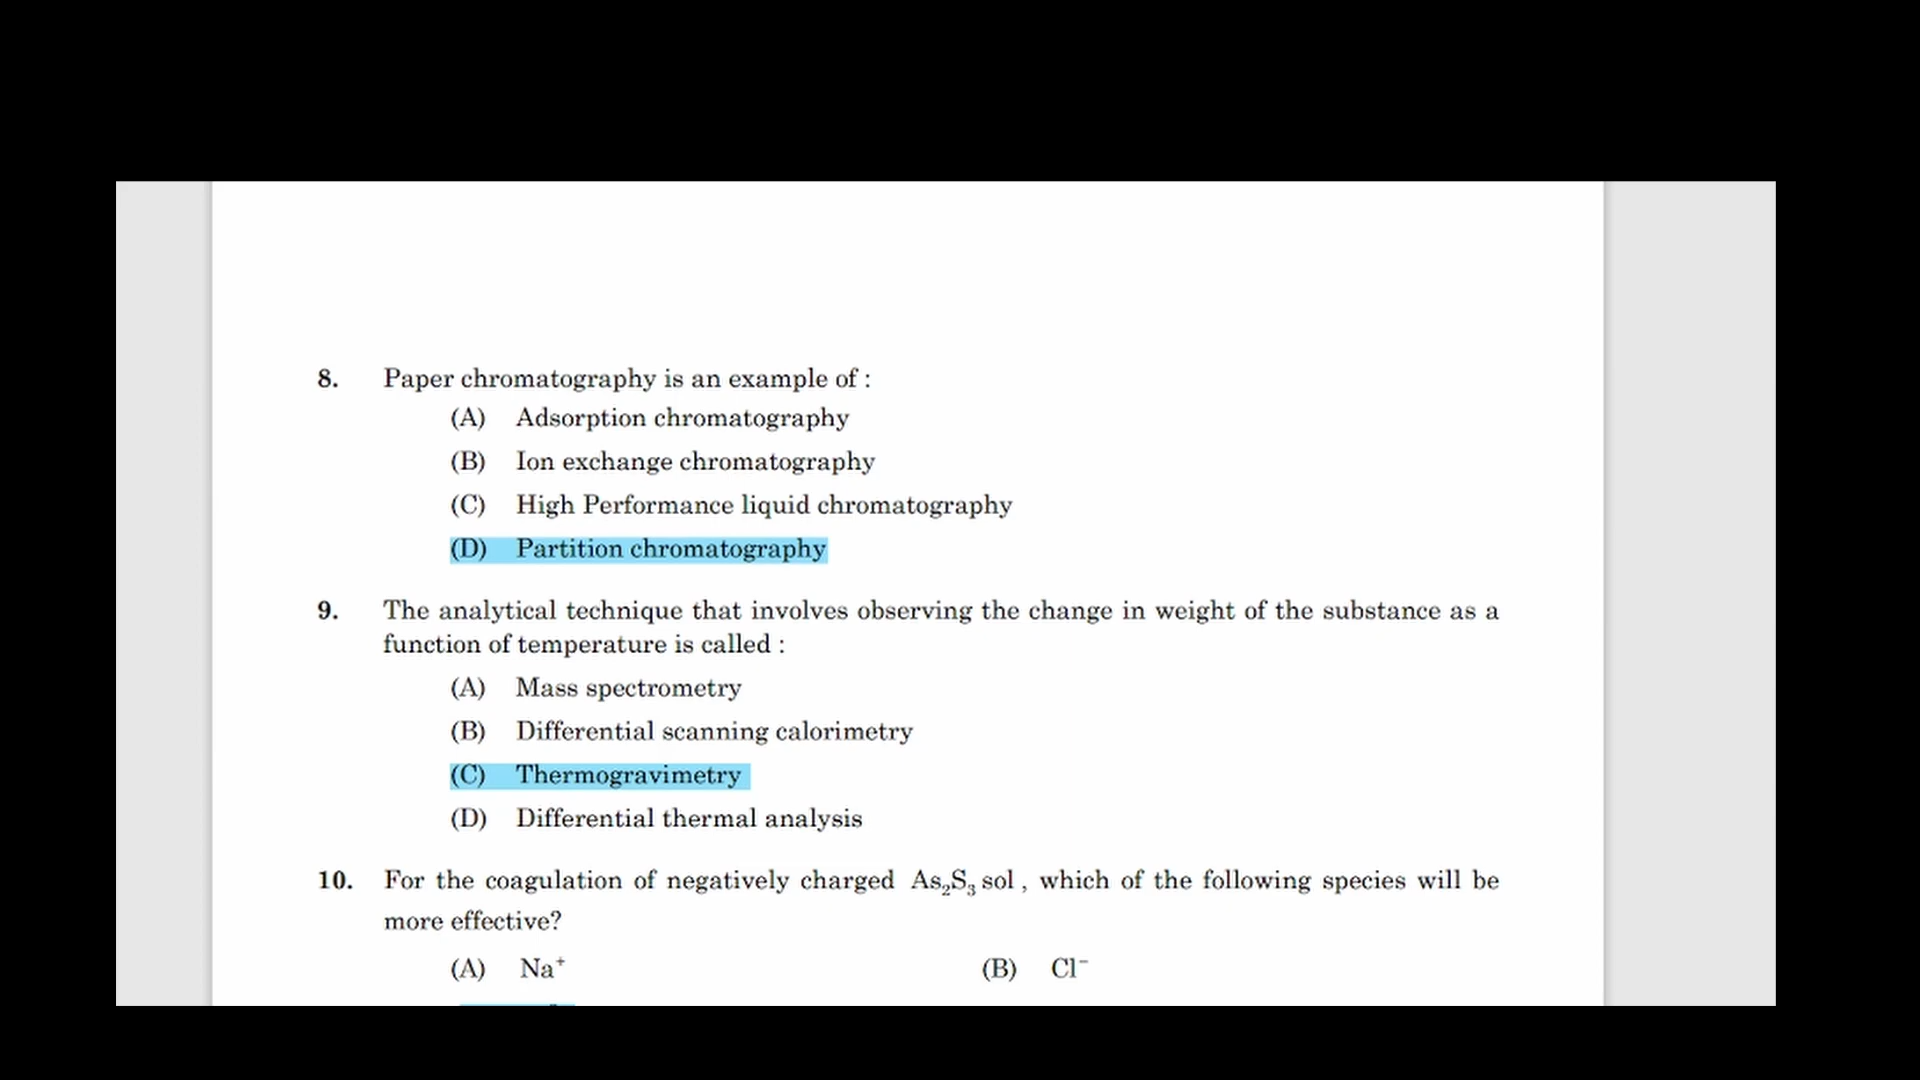 8. Paper chromatography is an example of :
(A) Adsorption chromatography
(B) Ion exchange chromatography
(C) High Performance liquid chromatography
(D) Partition chromatography
9. The analytical technique that involves observing the change in weight of the substance as a
function of temperature is called :
(A) Mass spectrometry
(B) Differential scanning calorimetry
(C) Thermogravimetry
(D) Differential thermal analysis
10. For the coagulation of negatively charged As₂S₃ sol , which of the following species will be
more effective?
(A) Na⁺ (B) Cl⁻